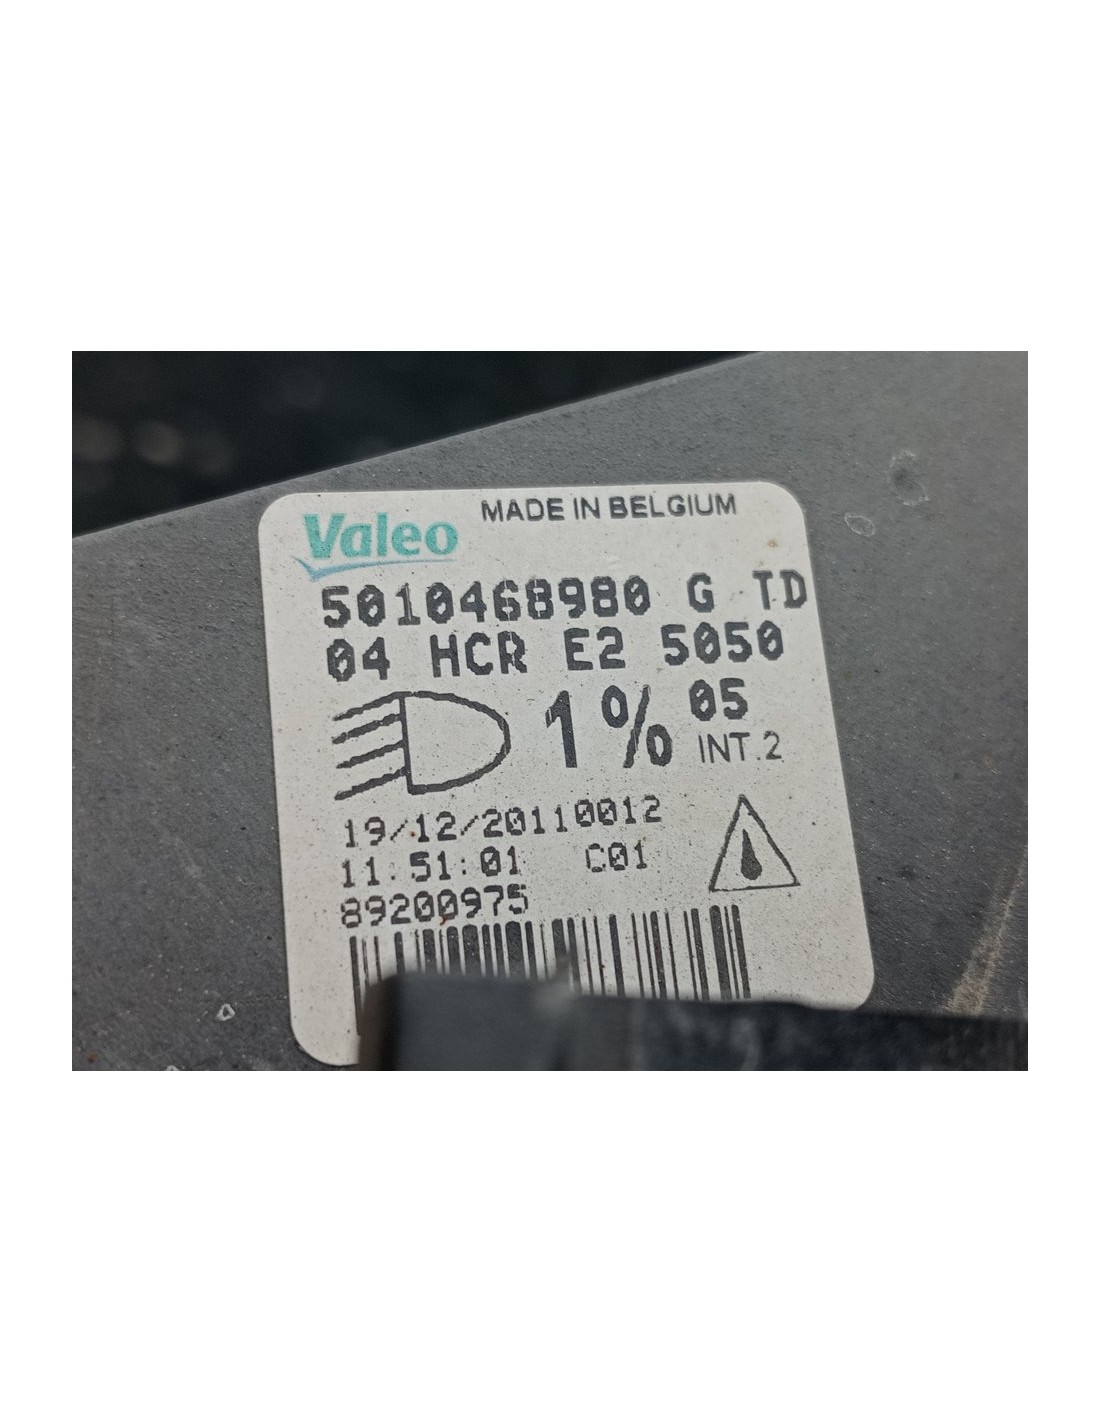 Valeo MADE IN BELGIUM
5010468980 G TD
04 HCR E2 5050
1% 05
INT.2
19/12/20110012
11:51:01 C01
89200975